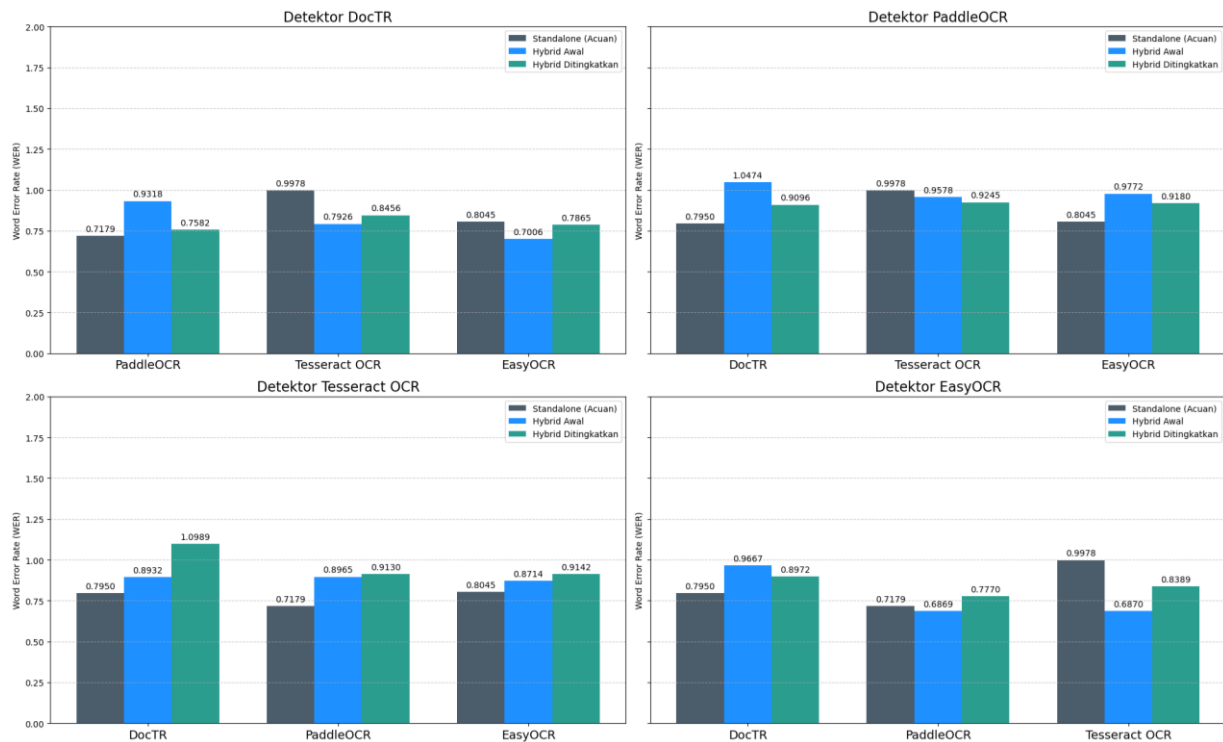 Detektor DocTR
Word Error Rate (WER)
2.00
1.75
1.50
1.25
1.00
0.75
0.50
0.25
0.00
Standalone (Acuan)
Hybrid Awal
Hybrid Ditingkatkan
0.7179
0.9318
0.7582
0.9978
0.7926
0.8456
0.8045
0.7006
0.7865
PaddleOCR
Tesseract OCR
EasyOCR
Detektor PaddleOCR
Word Error Rate (WER)
Standalone (Acuan)
Hybrid Awal
Hybrid Ditingkatkan
0.7950
1.0474
0.9096
0.9978
0.9578
0.9245
0.8045
0.9772
0.9180
DocTR
Tesseract OCR
EasyOCR
Detektor Tesseract OCR
Word Error Rate (WER)
2.00
1.75
1.50
1.25
1.00
0.75
0.50
0.25
0.00
Standalone (Acuan)
Hybrid Awal
Hybrid Ditingkatkan
0.7950
0.8932
1.0989
0.7179
0.8965
0.9130
0.8045
0.8714
0.9142
DocTR
PaddleOCR
EasyOCR
Detektor EasyOCR
Word Error Rate (WER)
Standalone (Acuan)
Hybrid Awal
Hybrid Ditingkatkan
0.7950
0.9667
0.8972
0.7179
0.6869
0.7770
0.9978
0.6870
0.8389
DocTR
PaddleOCR
Tesseract OCR